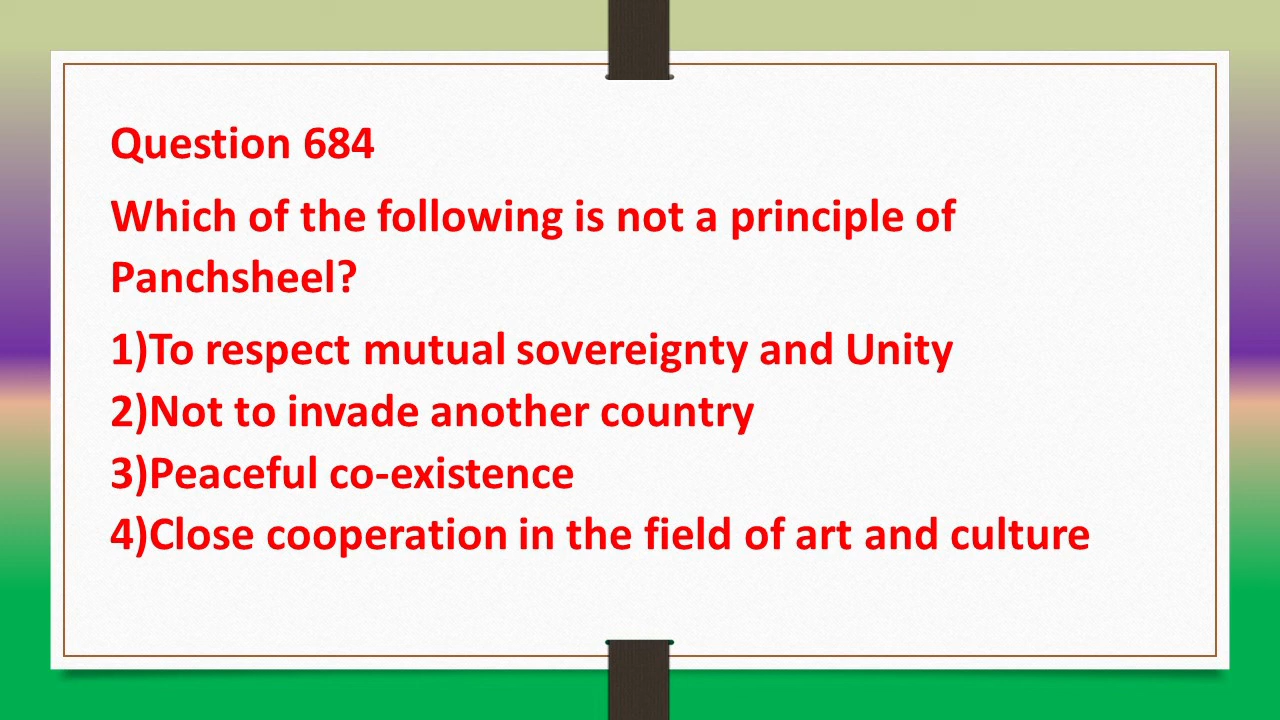 Question 684
Which of the following is not a principle of
Panchsheel?
1)To respect mutual sovereignty and Unity
2)Not to invade another country
3)Peaceful co-existence
4)Close cooperation in the field of art and culture